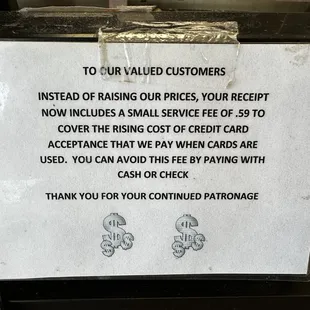 TO OUR VALUED CUSTOMERS
INSTEAD OF RAISING OUR PRICES, YOUR RECEIPT
NOW INCLUDES A SMALL SERVICE FEE OF .59 TO
COVER THE RISING COST OF CREDIT CARD
ACCEPTANCE THAT WE PAY WHEN CARDS ARE
USED. YOU CAN AVOID THIS FEE BY PAYING WITH
CASH OR CHECK
THANK YOU FOR YOUR CONTINUED PATRONAGE